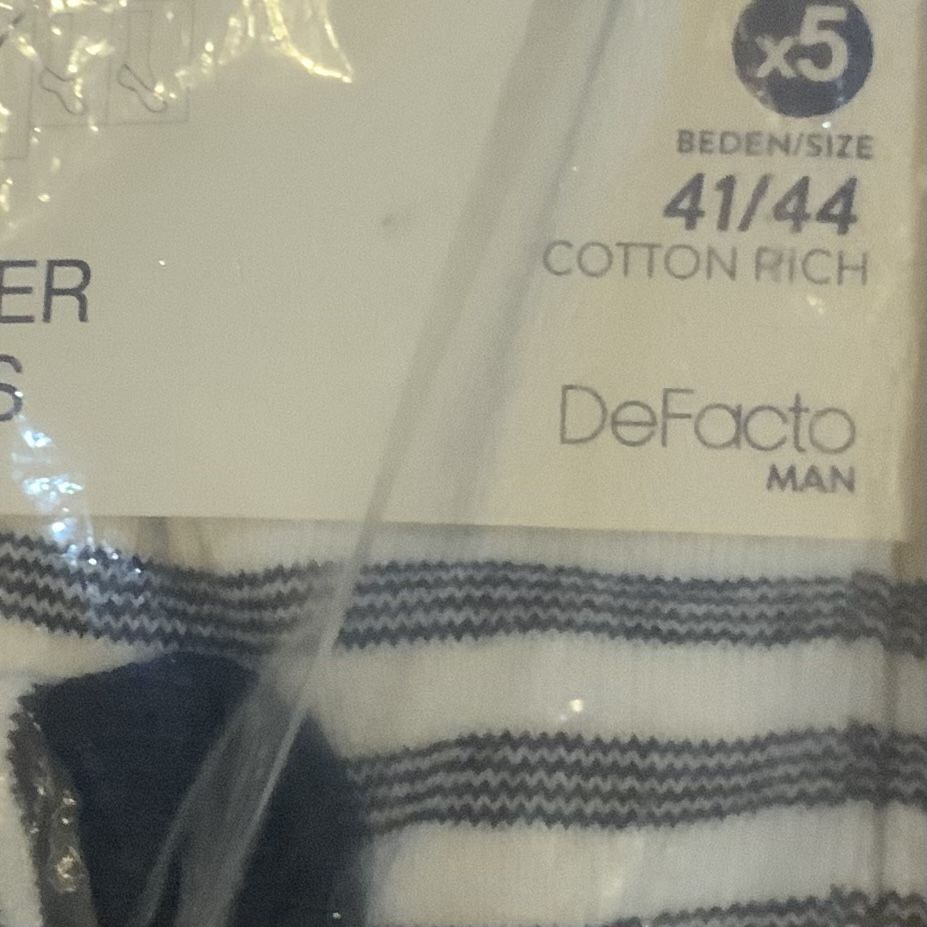 x5
BEDEN/SIZE
41/44
COTTON RICH
ER
S
DeFacto
MAN